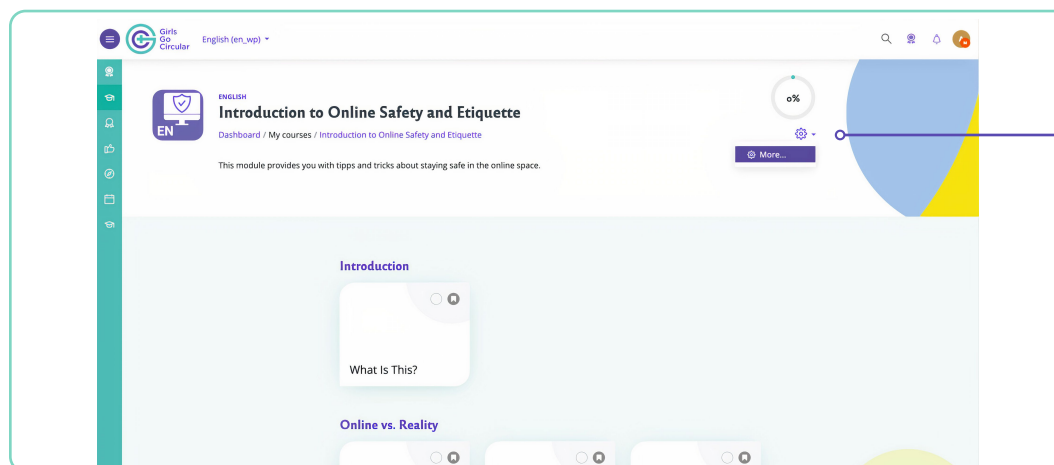 Girls
Go
Circular
English (en_wp)
ENGLISH
Introduction to Online Safety and Etiquette
EN
Dashboard / My courses / Introduction to Online Safety and Etiquette
This module provides you with tipps and tricks about staying safe in the online space.
0%
More...
Introduction
What Is This?
Online vs. Reality